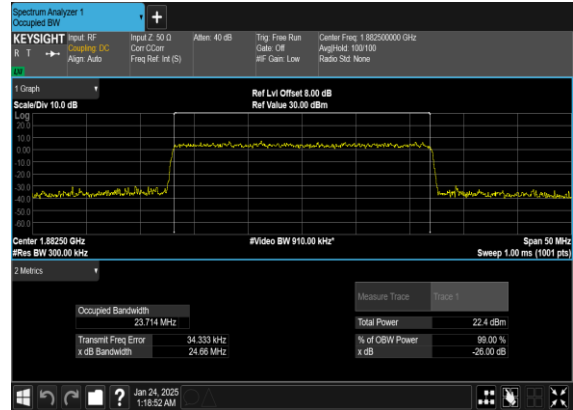 Spectrum Analyzer 1
Occupied BW
KEYSIGHT Input: RF Input Z: 50 Ω Atten: 40 dB Trig: Free Run Center Freq: 1.882500000 GHz
R T Coupling: DC Corr CCorr Gate: Off Avg|Hold: 100/100
Align: Auto Freq Ref: Int (S) #IF Gain: Low Radio Std: None
LM
1 Graph
Scale/Div 10.0 dB Ref Lvl Offset 8.00 dB
Ref Value 30.00 dBm
Log
20.0
10.0
0.00
-10.0
-20.0
-30.0
-40.0
-50.0
-60.0
Center 1.88250 GHz #Video BW 910.00 kHz* Span 50 MHz
#Res BW 300.00 kHz Sweep 1.00 ms (1001 pts)
2 Metrics
Measure Trace Trace 1
Occupied Bandwidth
23.714 MHz Total Power 22.4 dBm
Transmit Freq Error 34.333 kHz % of OBW Power 99.00 %
x dB Bandwidth 24.66 MHz x dB -26.00 dB
? Jan 24, 2025
1:18:52 AM